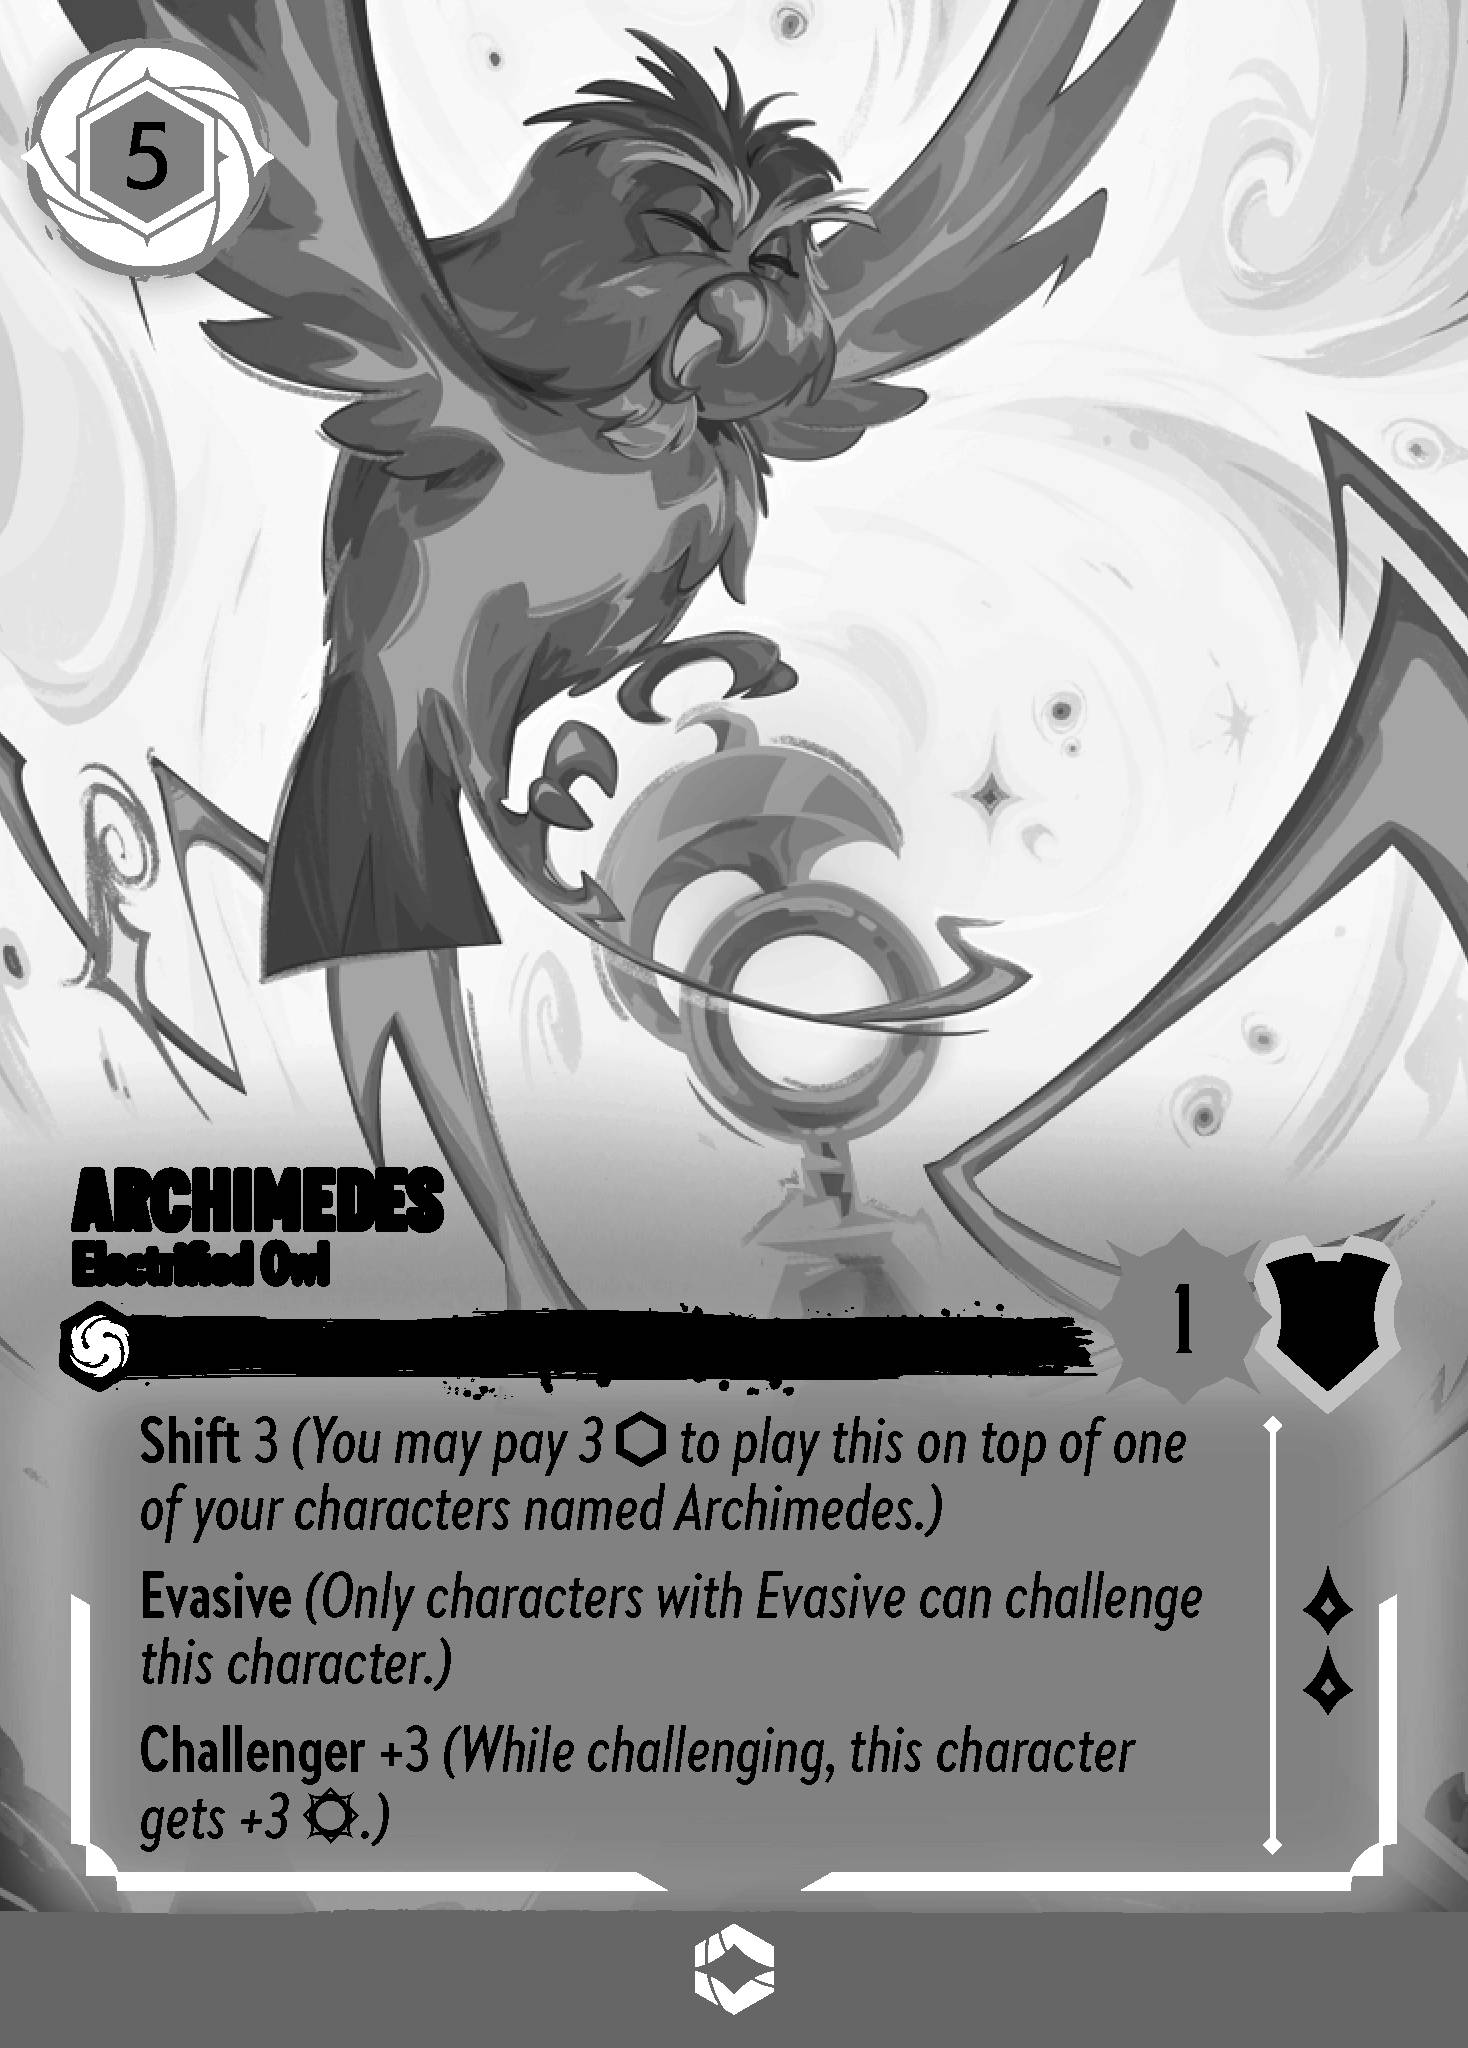 5
ARCHIMEDES
Electrified Owl
1
Shift 3 (You may pay 3 to play this on top of one
of your characters named Archimedes.)
Evasive (Only characters with Evasive can challenge
this character.)
Challenger +3 (While challenging, this character
gets +3 .)